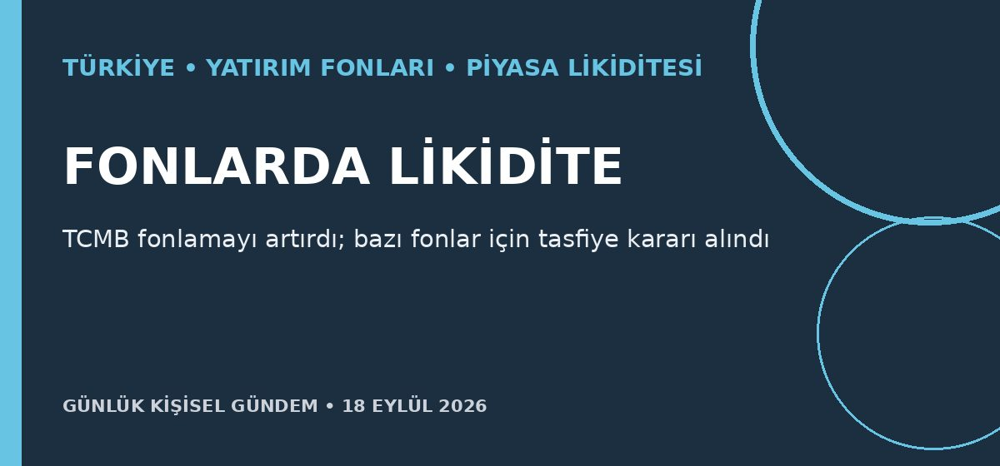 TÜRKİYE • YATIRIM FONLARI • PİYASA LİKİDİTESİ
FONLARDA LİKİDİTE
TCMB fonlamayı artırdı; bazı fonlar için tasfiye kararı alındı
GÜNLÜK KİŞİSEL GÜNDEM • 18 EYLÜL 2026